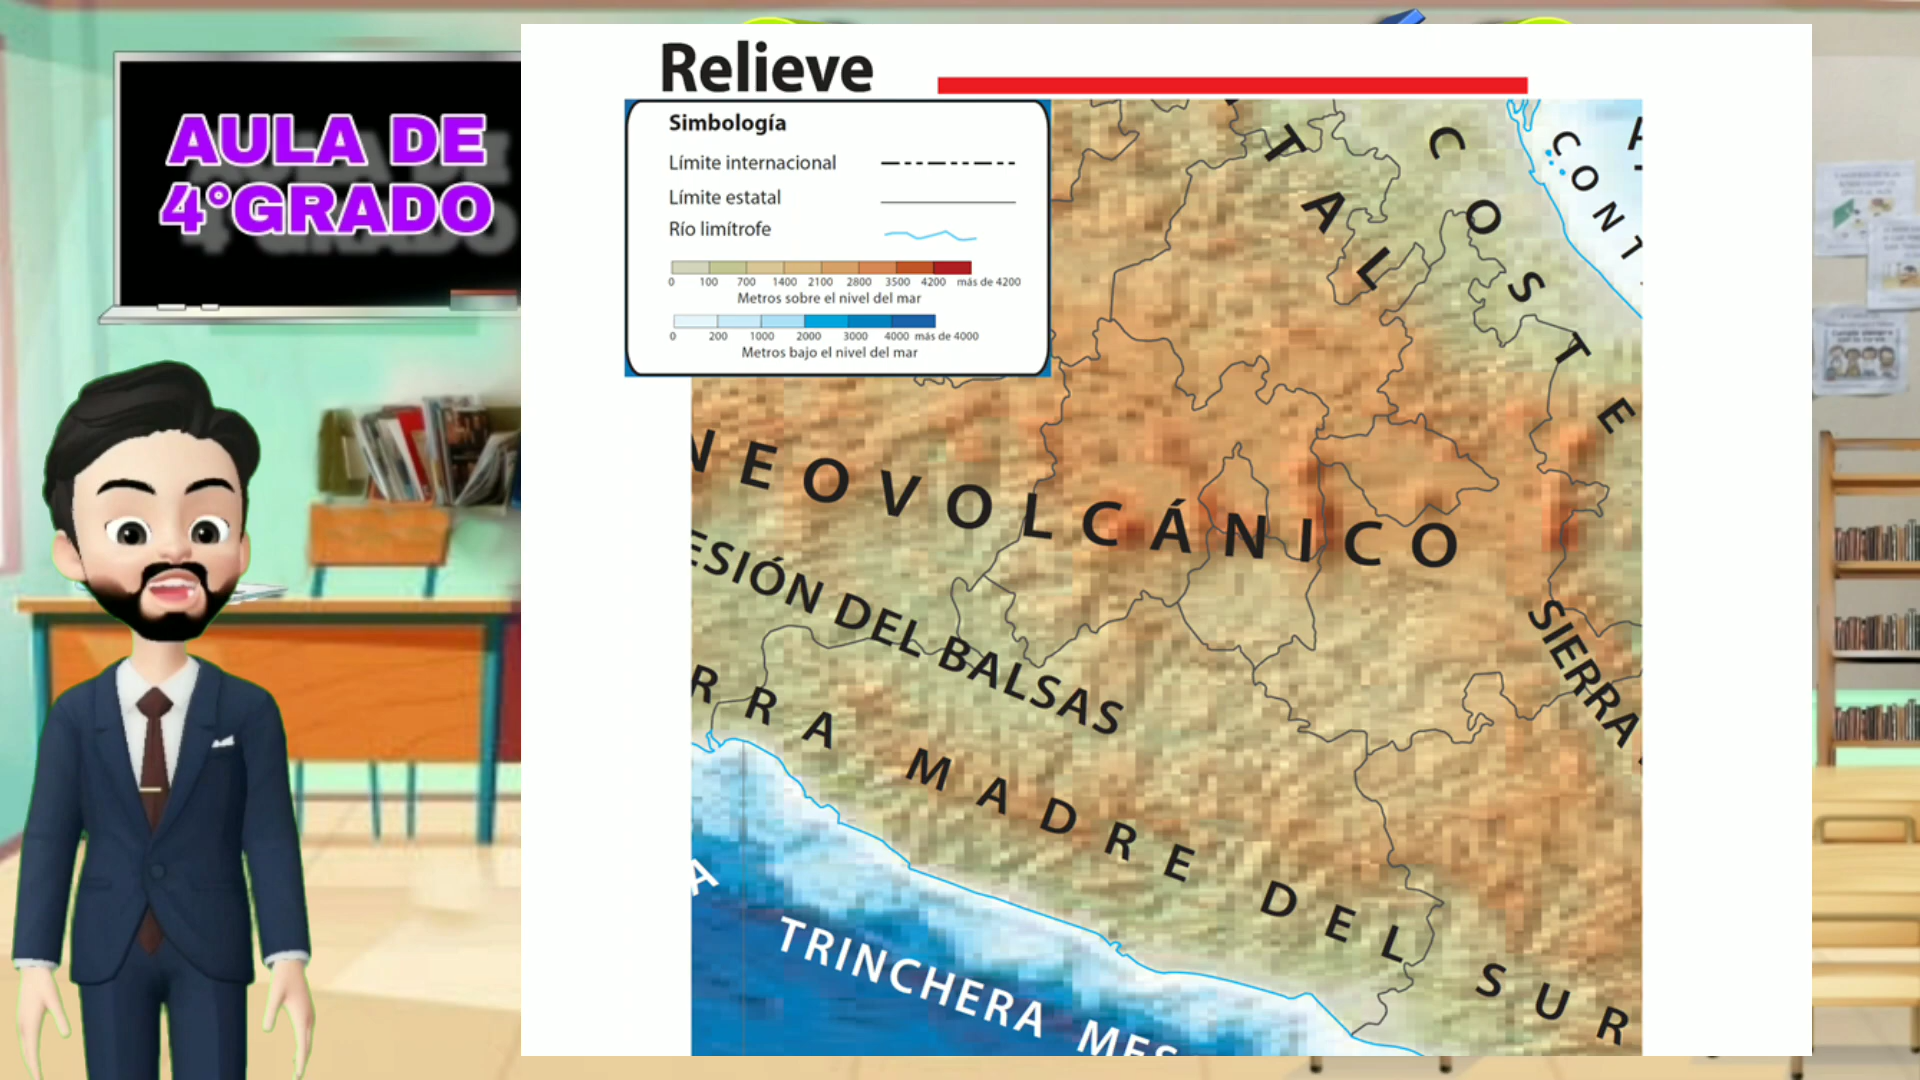 AULA DE
4°GRADO
Relieve
Simbología
Límite internacional
Límite estatal
Río limítrofe
0 100 700 1400 2100 2800 3500 4200 más de 4200
Metros sobre el nivel del mar
0 200 1000 2000 3000 4000 más de 4000
Metros bajo el nivel del mar
TAL
COSTE
CONT
NEOVOLCÁNICO
ESIÓN DEL BALSAS
RRA MADRE DEL SUR
SIERRA
A
TRINCHERA MES